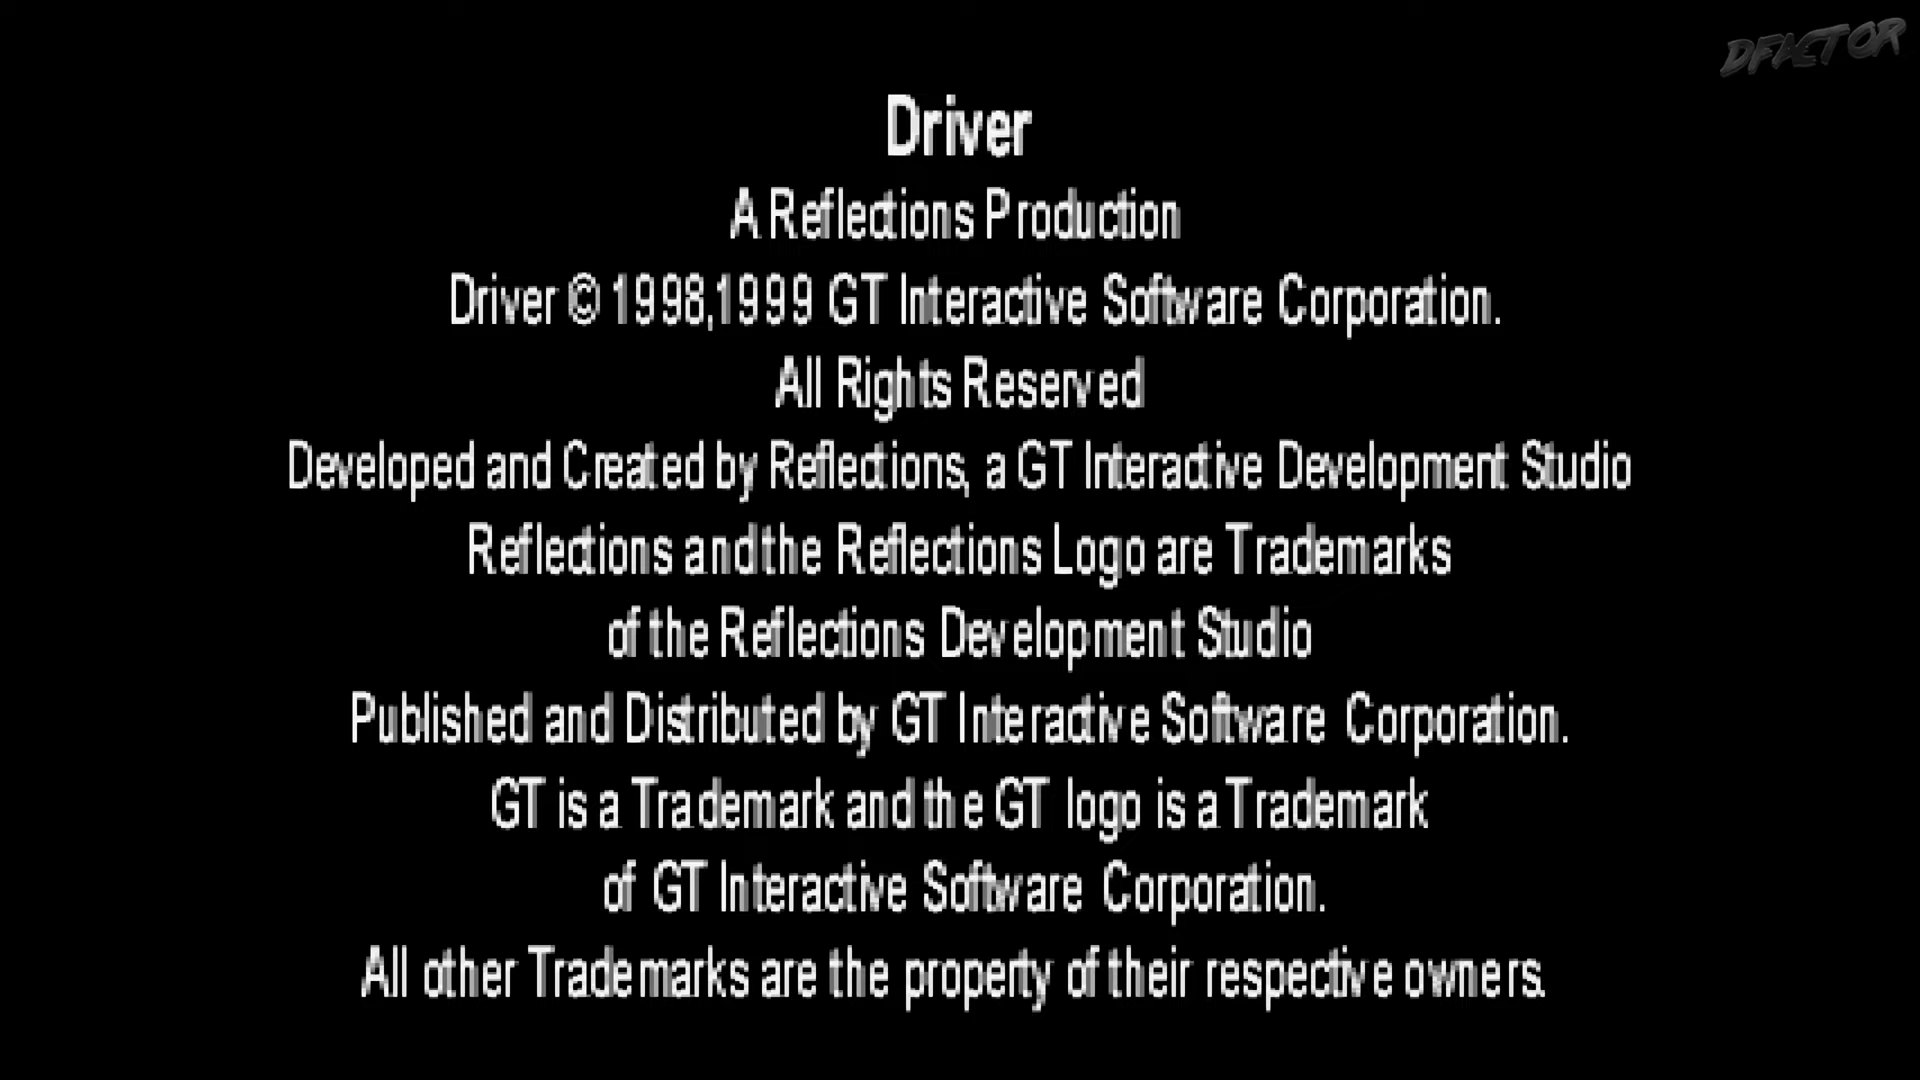 DFACTOR
Driver
A Reflections Production
Driver © 1998,1999 GT Interactive Software Corporation.
All Rights Reserved
Developed and Created by Reflections, a GT Interactive Development Studio
Reflections and the Reflections Logo are Trademarks
of the Reflections Development Studio
Published and Distributed by GT Interactive Software Corporation.
GT is a Trademark and the GT logo is a Trademark
of GT Interactive Software Corporation.
All other Trademarks are the property of their respective owners.